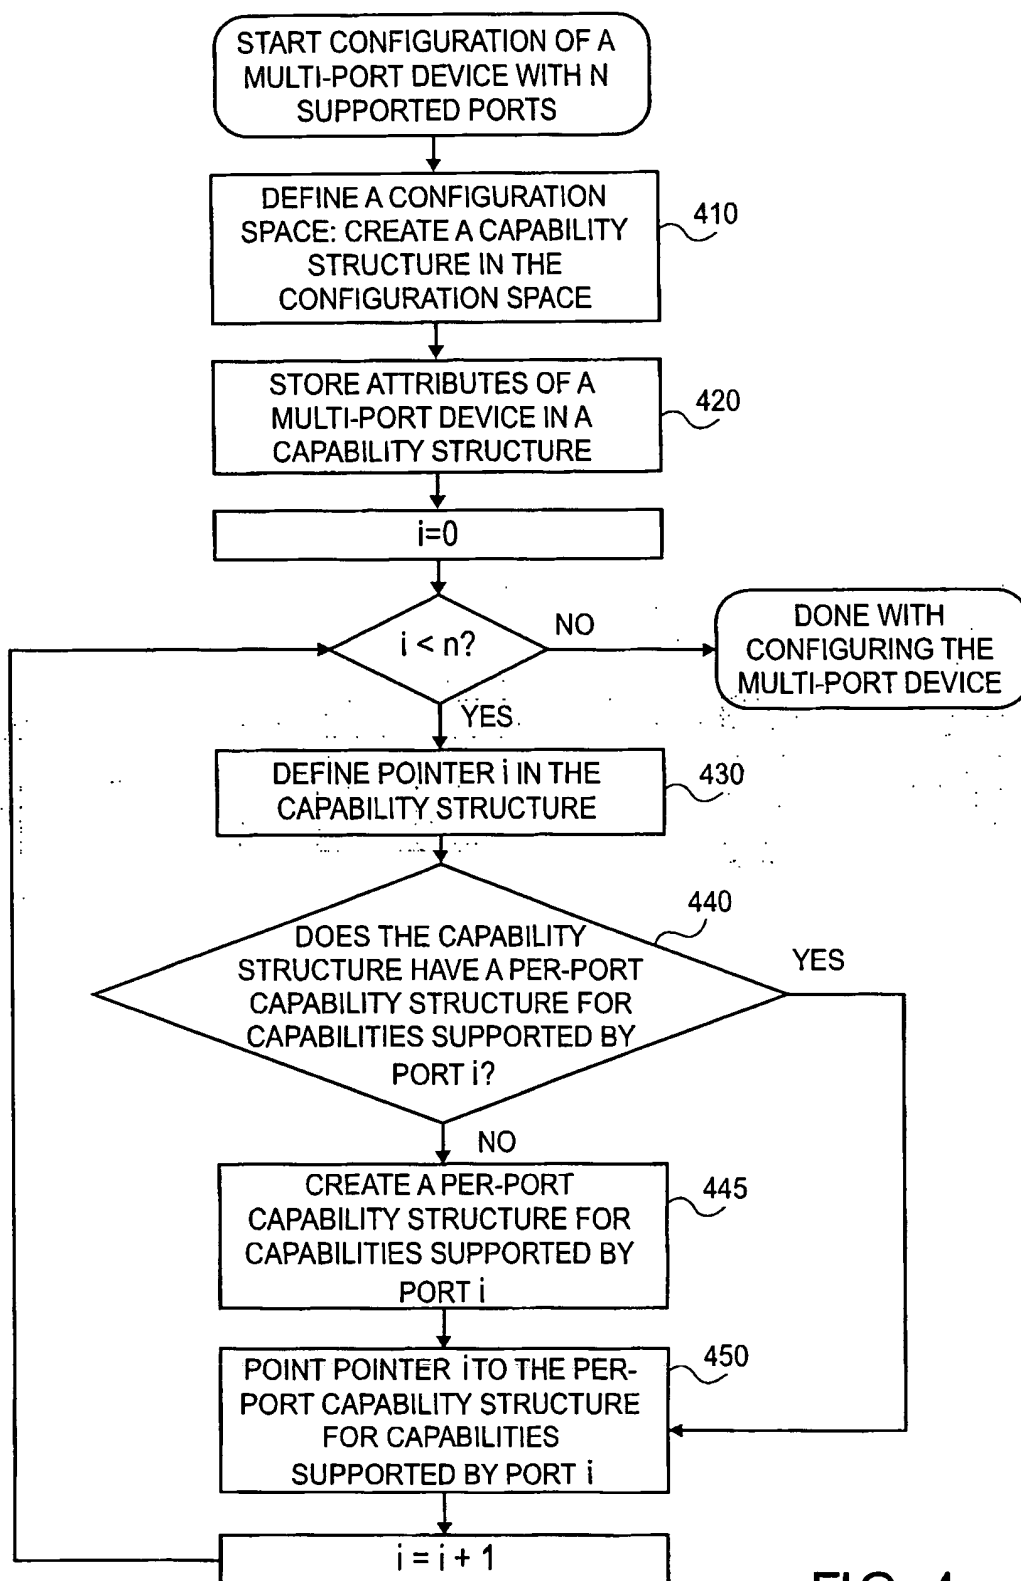 START CONFIGURATION OF A
MULTI-PORT DEVICE WITH N
SUPPORTED PORTS
DEFINE A CONFIGURATION
SPACE: CREATE A CAPABILITY
STRUCTURE IN THE
CONFIGURATION SPACE
410
STORE ATTRIBUTES OF A
MULTI-PORT DEVICE IN A
CAPABILITY STRUCTURE
420
i=0
i < n?
NO
DONE WITH
CONFIGURING THE
MULTI-PORT DEVICE
YES
DEFINE POINTER i IN THE
CAPABILITY STRUCTURE
430
DOES THE CAPABILITY
STRUCTURE HAVE A PER-PORT
CAPABILITY STRUCTURE FOR
CAPABILITIES SUPPORTED BY
PORT i?
440
YES
NO
CREATE A PER-PORT
CAPABILITY STRUCTURE FOR
CAPABILITIES SUPPORTED BY
PORT i
445
POINT POINTER i TO THE PER-
PORT CAPABILITY STRUCTURE
FOR CAPABILITIES
SUPPORTED BY PORT i
450
i = i + 1
FIG. 4